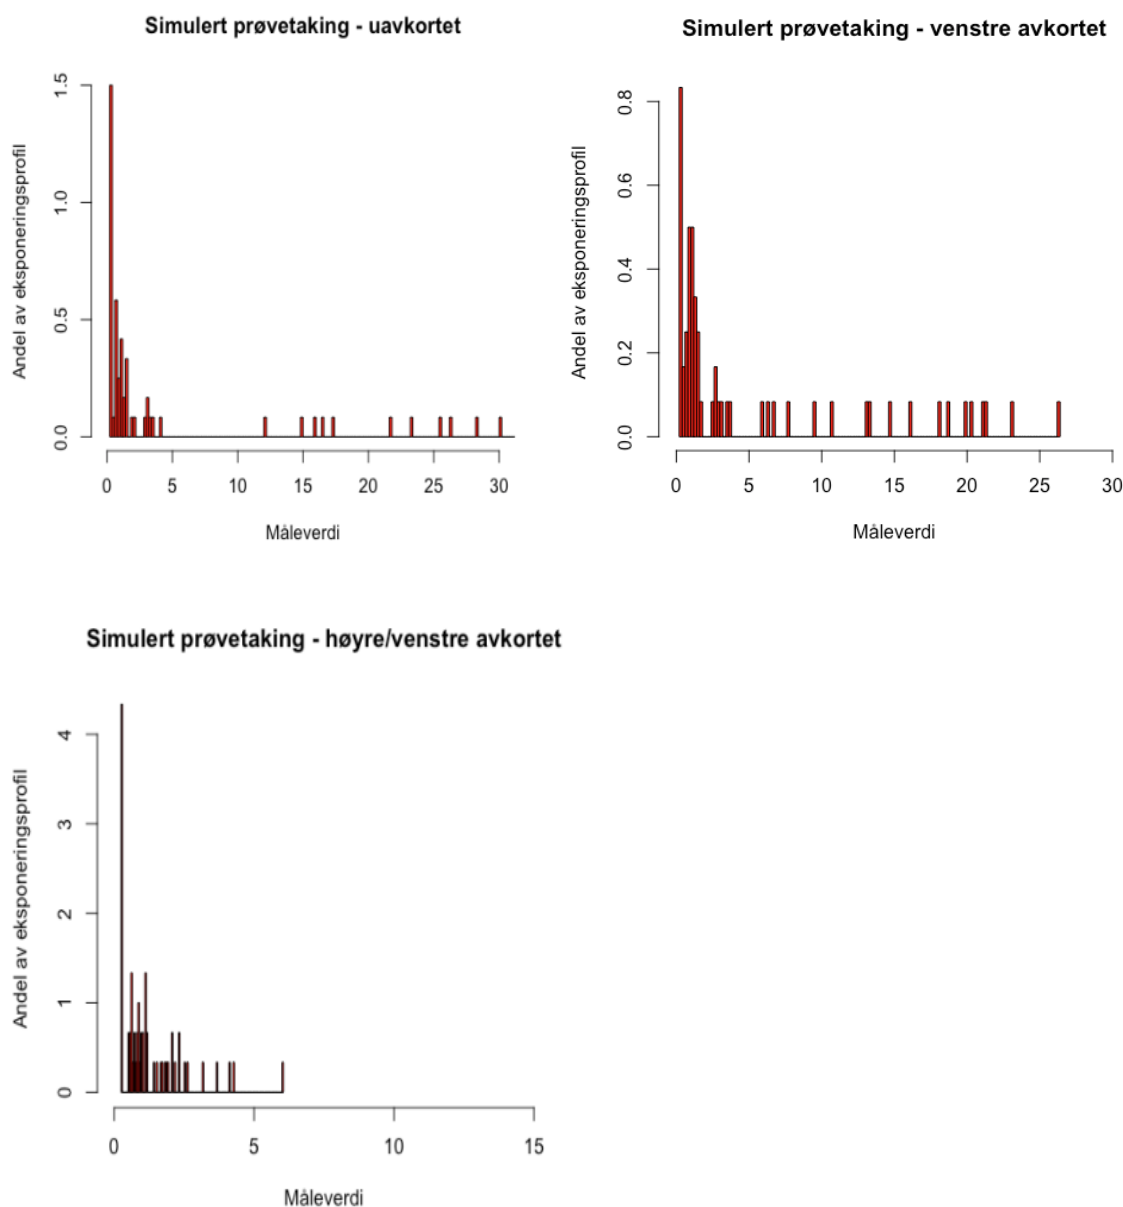 Simulert prøvetaking - uavkortet
Andel av eksponeringsprofil
1.5
1.0
0.5
0.0
0 5 10 15 20 25 30
Måleverdi
Simulert prøvetaking - venstre avkortet
Andel av eksponeringsprofil
0.8
0.6
0.4
0.2
0.0
0 5 10 15 20 25 30
Måleverdi
Simulert prøvetaking - høyre/venstre avkortet
Andel av eksponeringsprofil
4
3
2
1
0
0 5 10 15
Måleverdi